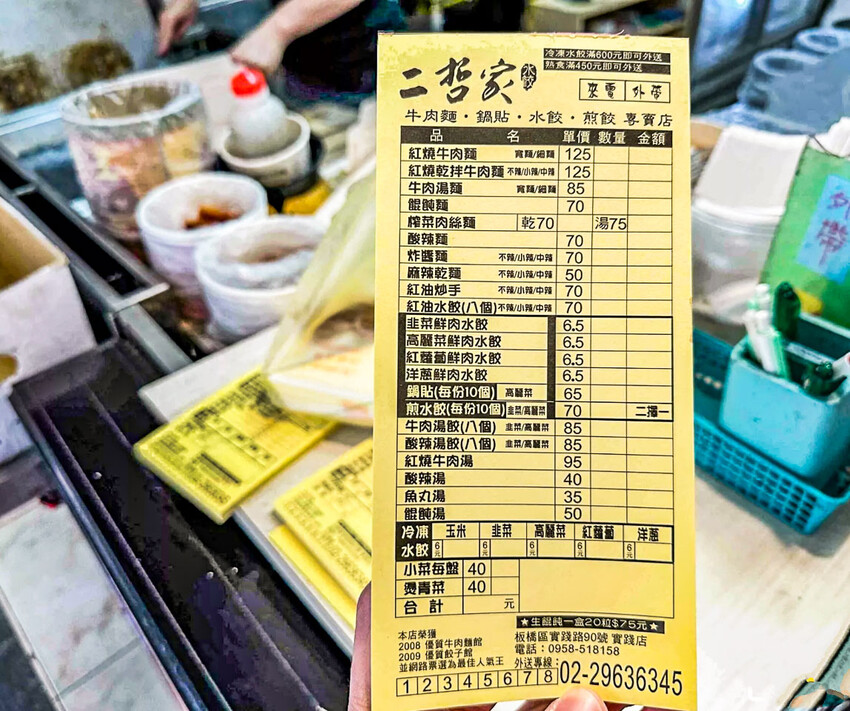 冷凍水餃滿600元即可外送
熟食滿450元即可外送
二哲家 水餃
來電 外帶
牛肉麵・鍋貼・水餃・煎餃 專賣店
品名 單價 數量 金額
紅燒牛肉麵 寬麵/細麵 125
紅燒乾拌牛肉麵 不辣/小辣/中辣 125
牛肉湯麵 寬麵/細麵 85
餛飩麵 70
榨菜肉絲麵 乾70 湯75
酸辣麵 70
炸醬麵 不辣/小辣/中辣 70
麻辣乾麵 不辣/小辣/中辣 50
紅油炒手 不辣/小辣/中辣 70
紅油水餃(八個) 不辣/小辣/中辣 70
韭菜鮮肉水餃 6.5
高麗菜鮮肉水餃 6.5
紅蘿蔔鮮肉水餃 6.5
洋蔥鮮肉水餃 6.5
鍋貼(每份10個) 高麗菜 65
煎水餃(每份10個) 韭菜/高麗菜 70 二擇一
牛肉湯餃(八個) 韭菜/高麗菜 85
酸辣湯餃(八個) 韭菜/高麗菜 85
紅燒牛肉湯 95
酸辣湯 40
魚丸湯 35
餛飩湯 50
冷凍水餃 玉米 韭菜 高麗菜 紅蘿蔔 洋蔥
6元 6元 6元 6元 6元
小菜每盤 40
燙青菜 40
合計 元
★生餛飩一盒20粒$75元★
本店榮獲
2008 優質牛肉麵館
2009 優質餃子館
並網路票選為最佳人氣王
板橋區實踐路90號 實踐店
電話：0958-518158
外送專線：02-29636345
1 2 3 4 5 6 7 8
外帶